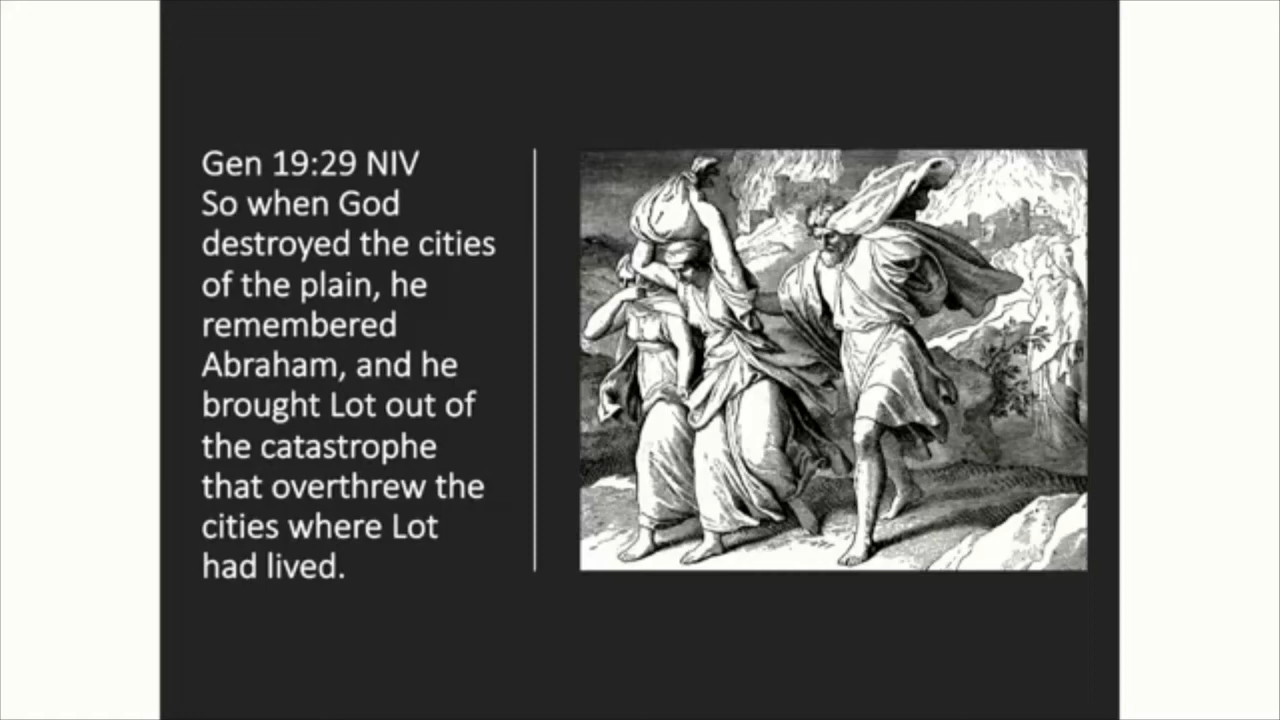 Gen 19:29 NIV
So when God
destroyed the cities
of the plain, he
remembered
Abraham, and he
brought Lot out of
the catastrophe
that overthrew the
cities where Lot
had lived.